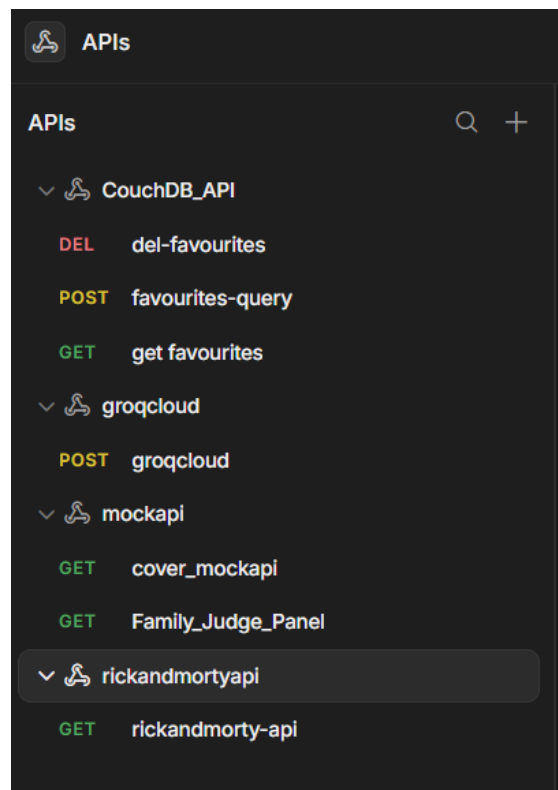 APIs
APIs
CouchDB_API
DEL del-favourites
POST favourites-query
GET get favourites
groqcloud
POST groqcloud
mockapi
GET cover_mockapi
GET Family_Judge_Panel
rickandmortyapi
GET rickandmorty-api